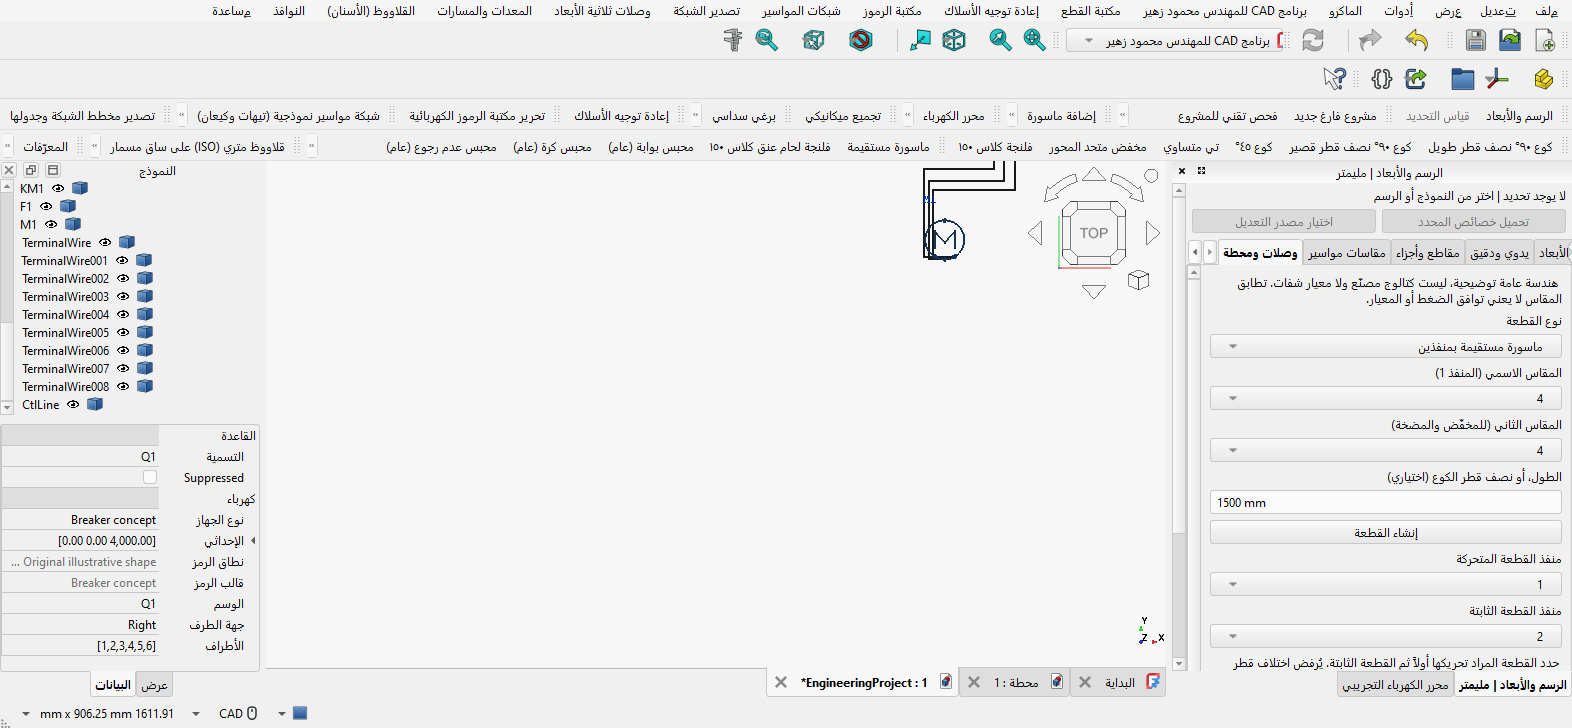 ملف تعديل عرض أدوات الماكرو برنامج CAD للمهندس محمود زهير مكتبة القطع إعادة توجيه الأسلاك مكتبة الرموز شبكات المواسير تصدير الشبكة وصلات ثلاثية الأبعاد المعدات والمسارات القلاووظ (الأسنان) النوافذ مساعدة
برنامج CAD للمهندس محمود زهير
الرسم والأبعاد قياس التحديد مشروع فارغ جديد فحص تقني للمشروع إضافة ماسورة محرر الكهرباء تجميع ميكانيكي برغي سداسي إعادة توجيه الأسلاك تحرير مكتبة الرموز الكهربائية شبكة مواسير نموذجية (تيهات وكيعان) تصدير مخطط الشبكة وجدولها
كوع ٩٠° نصف قطر طويل كوع ٩٠° نصف قطر قصير كوع ٤٥° تي متساوي مخفض متحد المحور فلنجة كلاس ١٥٠ ماسورة مستقيمة فلنجة لحام عنق كلاس ١٥٠ محبس بوابة (عام) محبس كرة (عام) محبس عدم رجوع (عام) قلاووظ متري (ISO) على ساق مسمار المعرّفات
الرسم والأبعاد | مليمتر
لا يوجد تحديد | اختر من النموذج أو الرسم
تحميل خصائص المحدد اختيار مصدر التعديل
الأبعاد يدوي ودقيق مقاطع وأجزاء مقاسات مواسير وصلات ومحطة
هندسة عامة توضيحية، ليست كتالوج مصنّع ولا معيار شفات. تطابق
المقاس لا يعني توافق الضغط أو المعيار.
نوع القطعة
ماسورة مستقيمة بمنفذين
المقاس الاسمي (المنفذ 1)
4
المقاس الثاني (للمخفّض والمضخة)
4
الطول، أو نصف قطر الكوع (اختياري)
1500 mm
إنشاء القطعة
منفذ القطعة المتحركة
1
منفذ القطعة الثابتة
2
حدد القطعة المراد تحريكها أولاً ثم القطعة الثابتة. يُرفض اختلاف قطر
الرسم والأبعاد | مليمتر محرر الكهرباء التجريبي
TOP
M
Y
Z X
النموذج
KM1
F1
M1
TerminalWire
TerminalWire001
TerminalWire002
TerminalWire003
TerminalWire004
TerminalWire005
TerminalWire006
TerminalWire007
TerminalWire008
CtlLine
القاعدة
التسمية Q1
Suppressed
كهرباء
نوع الجهاز Breaker concept
الإحداثي [0.00 0.00 4,000.00]
نطاق الرمز Original illustrative shape ...
قالب الرمز Breaker concept
الوسم Q1
جهة الطرف Right
الأطراف [1,2,3,4,5,6]
عرض البيانات
البداية محطة : 1 EngineeringProject : 1*
CAD mm x 906.25 mm 1611.91